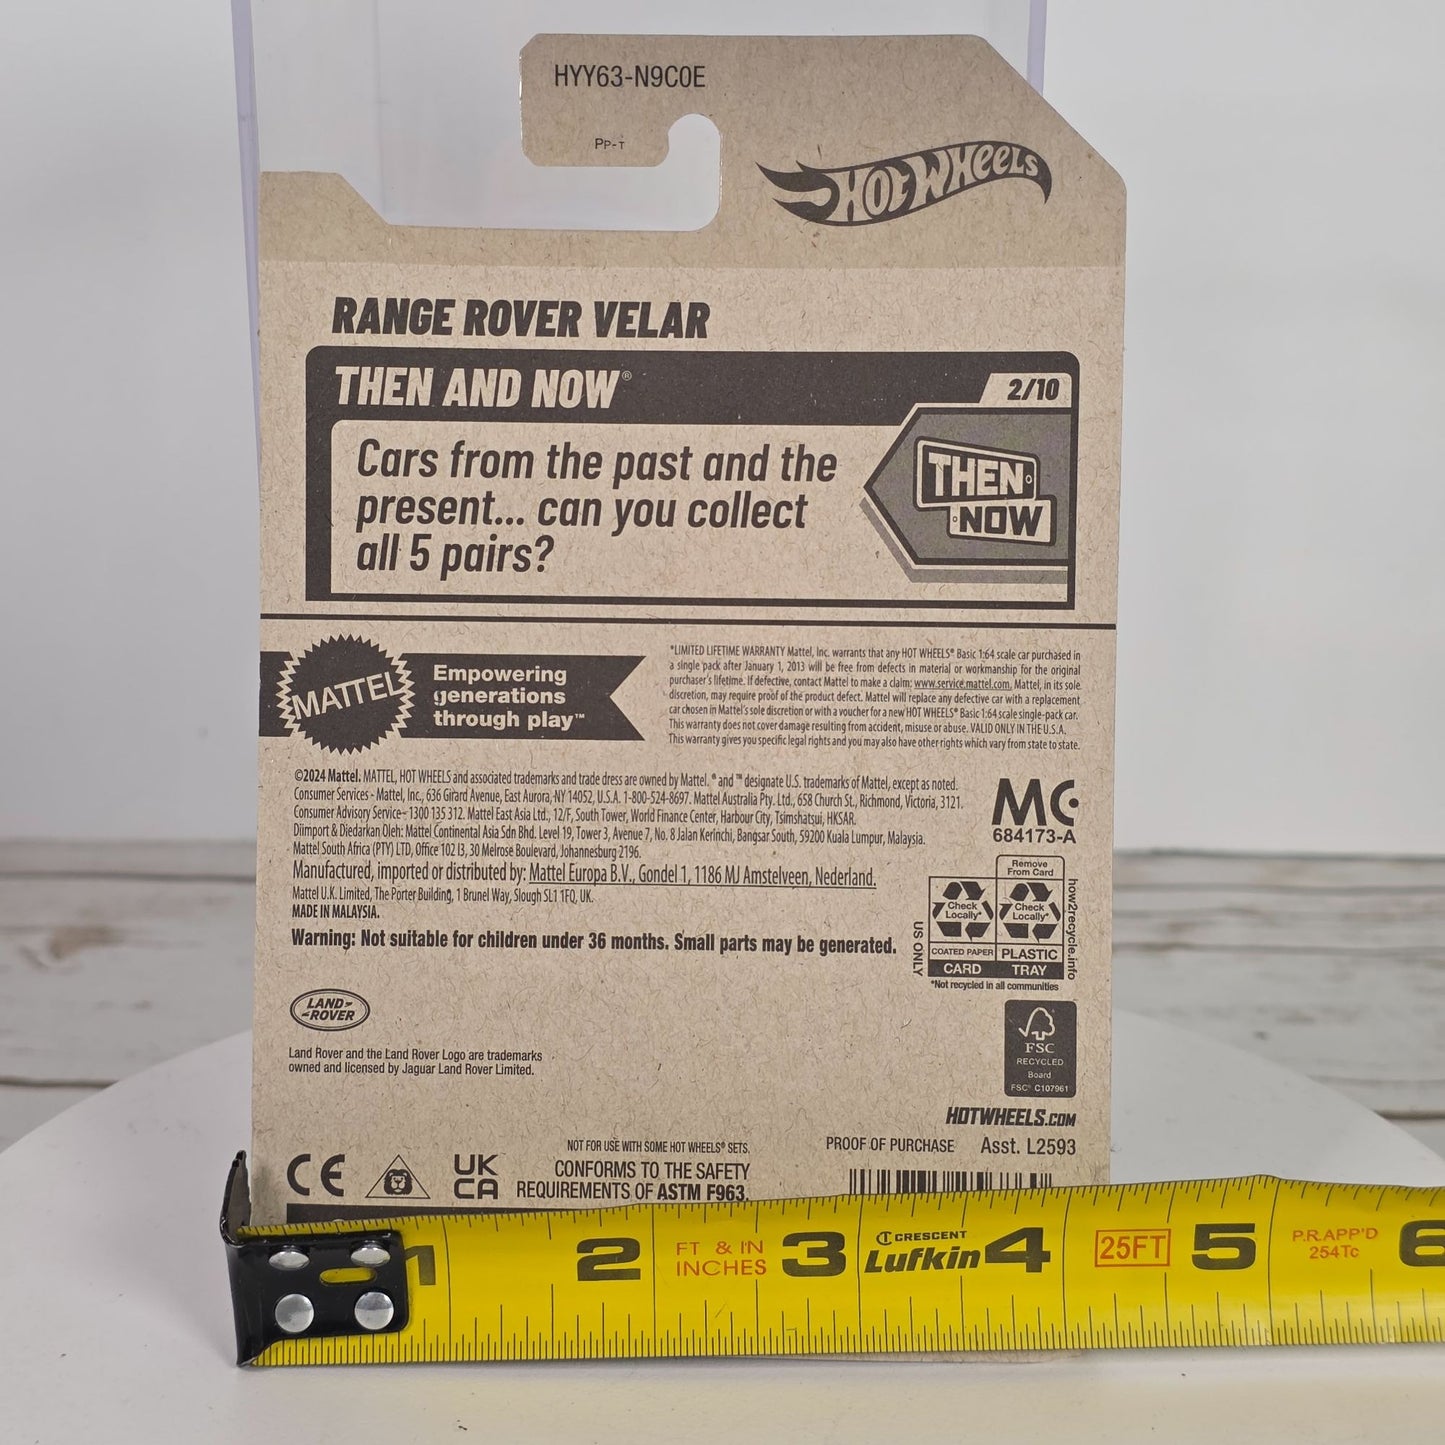 HYY63-N9C0E
PP-T
HOT WHEELS
RANGE ROVER VELAR
THEN AND NOW®
2/10
Cars from the past and the
present... can you collect
all 5 pairs?
THEN
NOW
MATTEL
Empowering
generations
through play™
*LIMITED LIFETIME WARRANTY Mattel, Inc. warrants that any HOT WHEELS® Basic 1:64 scale car purchased in
a single pack after January 1, 2013 will be free from defects in material or workmanship for the original
purchaser's lifetime. If defective, contact Mattel to make a claim: www.service.mattel.com. Mattel, in its sole
discretion, may require proof of the product defect. Mattel will replace any defective car with a replacement
car chosen in Mattel's sole discretion or with a voucher for a new HOT WHEELS® Basic 1:64 scale single-pack car.
This warranty does not cover damage resulting from accident, misuse or abuse. VALID ONLY IN THE U.S.A.
This warranty gives you specific legal rights and you may also have other rights which vary from state to state.
©2024 Mattel. MATTEL, HOT WHEELS and associated trademarks and trade dress are owned by Mattel. ® and ™ designate U.S. trademarks of Mattel, except as noted.
Consumer Services - Mattel, Inc., 636 Girard Avenue, East Aurora, NY 14052, U.S.A. 1-800-524-8697. Mattel Australia Pty. Ltd., 658 Church St., Richmond, Victoria, 3121.
Consumer Advisory Service– 1300 135 312. Mattel East Asia Ltd., 12/F, South Tower, World Finance Center, Harbour City, Tsimshatsui, HKSAR.
Diimport & Diedarkan Oleh: Mattel Continental Asia Sdn Bhd. Level 19, Tower 3, Avenue 7, No. 8 Jalan Kerinchi, Bangsar South, 59200 Kuala Lumpur, Malaysia.
Mattel South Africa (PTY) LTD, Office 102 I3, 30 Melrose Boulevard, Johannesburg 2196.
Manufactured, imported or distributed by: Mattel Europa B.V., Gondel 1, 1186 MJ Amstelveen, Nederland.
Mattel U.K. Limited, The Porter Building, 1 Brunel Way, Slough SL1 1FQ, UK.
MADE IN MALAYSIA.
Warning: Not suitable for children under 36 months. Small parts may be generated.
MC
684173-A
Remove
From Card
Check
Locally*
Check
Locally*
COATED PAPER
PLASTIC
CARD
TRAY
US ONLY
how2recycle.info
*Not recycled in all communities
LAND
ROVER
Land Rover and the Land Rover Logo are trademarks
owned and licensed by Jaguar Land Rover Limited.
FSC
RECYCLED
Board
FSC® C107961
HOTWHEELS.COM
NOT FOR USE WITH SOME HOT WHEELS® SETS.
PROOF OF PURCHASE
Asst. L2593
CE
UK
CA
CONFORMS TO THE SAFETY
REQUIREMENTS OF ASTM F963.
1
2
FT & IN
INCHES
3
CRESCENT
Lufkin
4
25FT
5
P.R.APP'D
254Tc
6